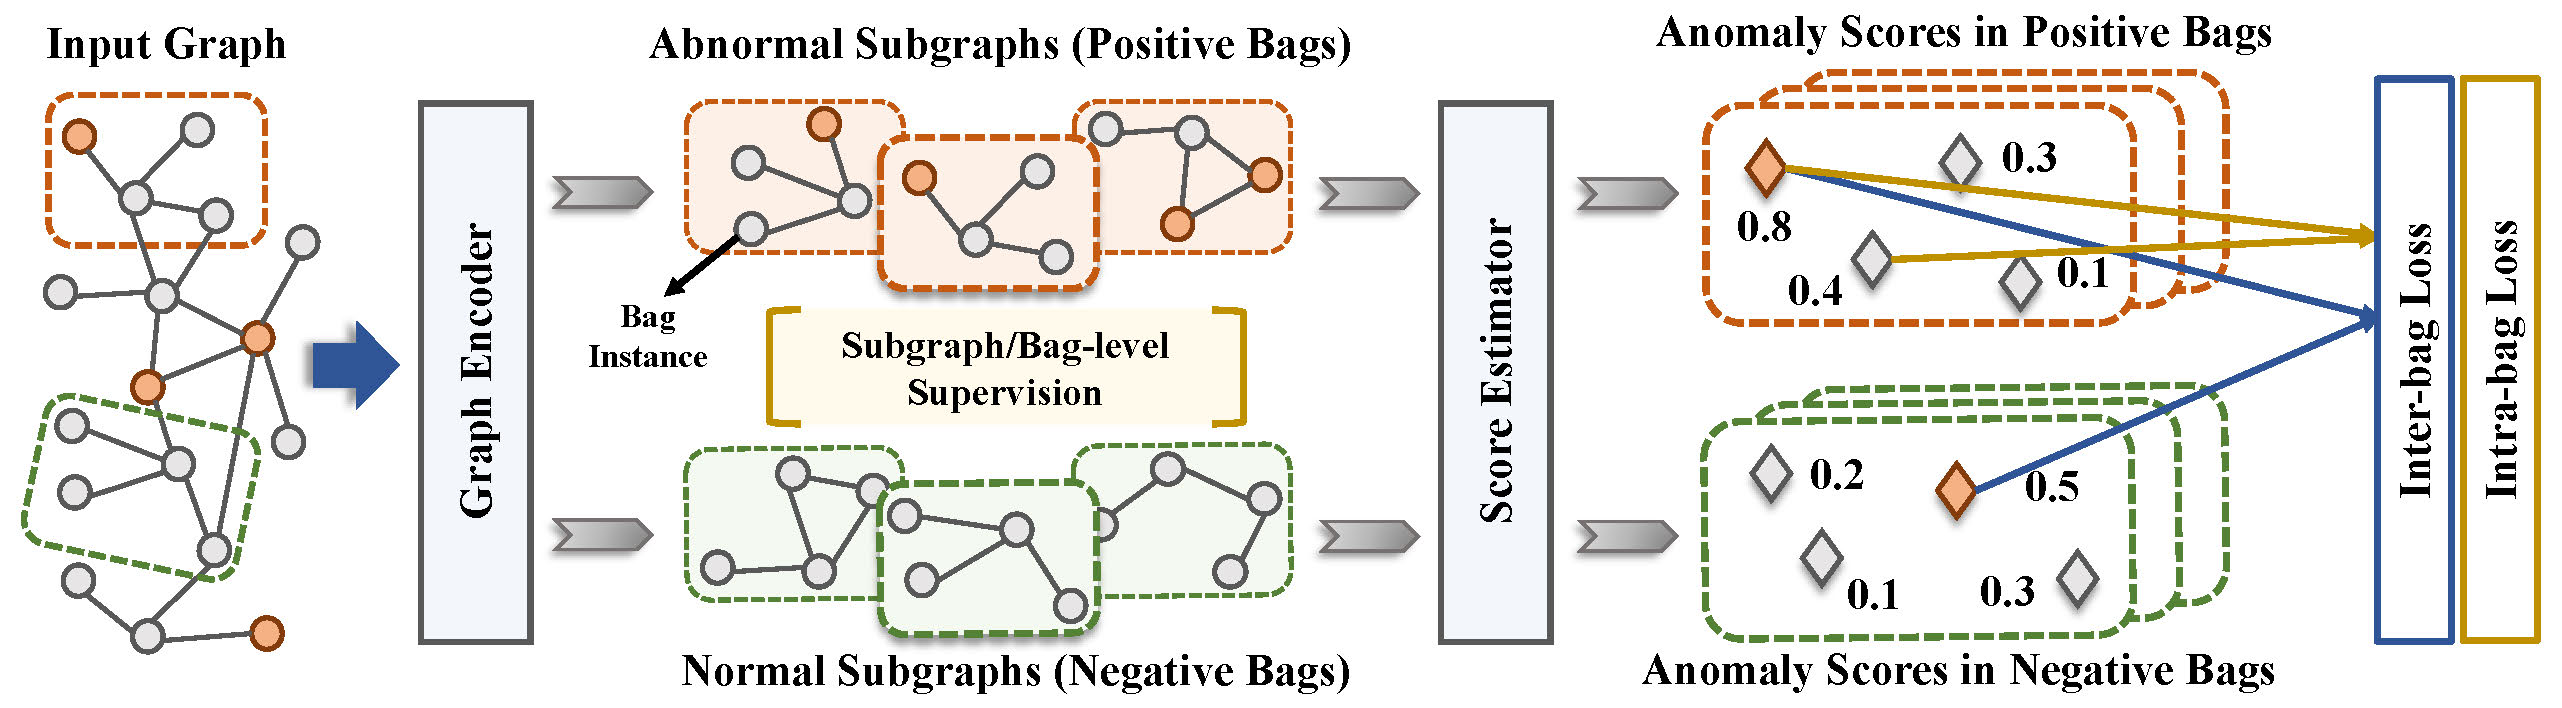 Input Graph
Graph Encoder
Abnormal Subgraphs (Positive Bags)
Bag
Instance
Subgraph/Bag-level
Supervision
Normal Subgraphs (Negative Bags)
Score Estimator
Anomaly Scores in Positive Bags
0.3
0.8
0.4
0.1
0.2
0.5
0.1
0.3
Anomaly Scores in Negative Bags
Inter-bag Loss
Intra-bag Loss